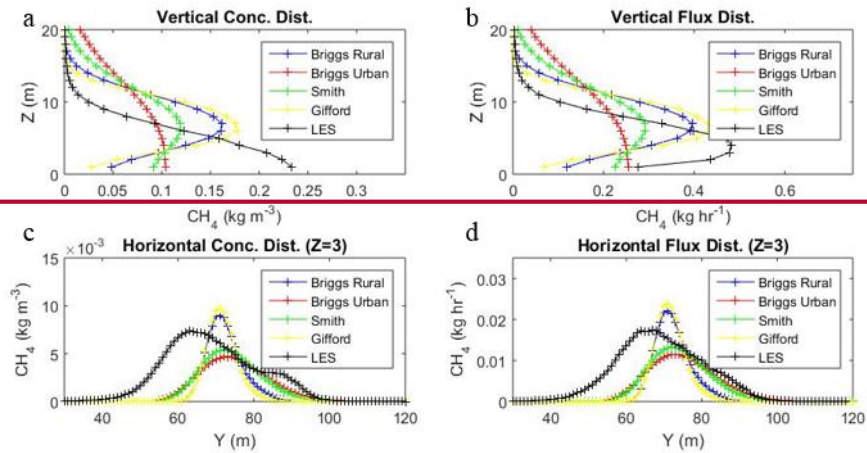 a Vertical Conc. Dist.
20
10
0
Z (m)
0 0.05 0.1 0.15 0.2 0.25 0.3
CH4 (kg m-3)
Briggs Rural
Briggs Urban
Smith
Gifford
LES
b Vertical Flux Dist.
20
10
0
Z (m)
0 0.2 0.4 0.6
CH4 (kg hr-1)
Briggs Rural
Briggs Urban
Smith
Gifford
LES
c Horizontal Conc. Dist. (Z=3)
× 10-3
15
10
5
0
CH4 (kg m-3)
40 60 80 100 120
Y (m)
Briggs Rural
Briggs Urban
Smith
Gifford
LES
d Horizontal Flux Dist. (Z=3)
0.03
0.02
0.01
0
CH4 (kg hr-1)
40 60 80 100 120
Y (m)
Briggs Rural
Briggs Urban
Smith
Gifford
LES